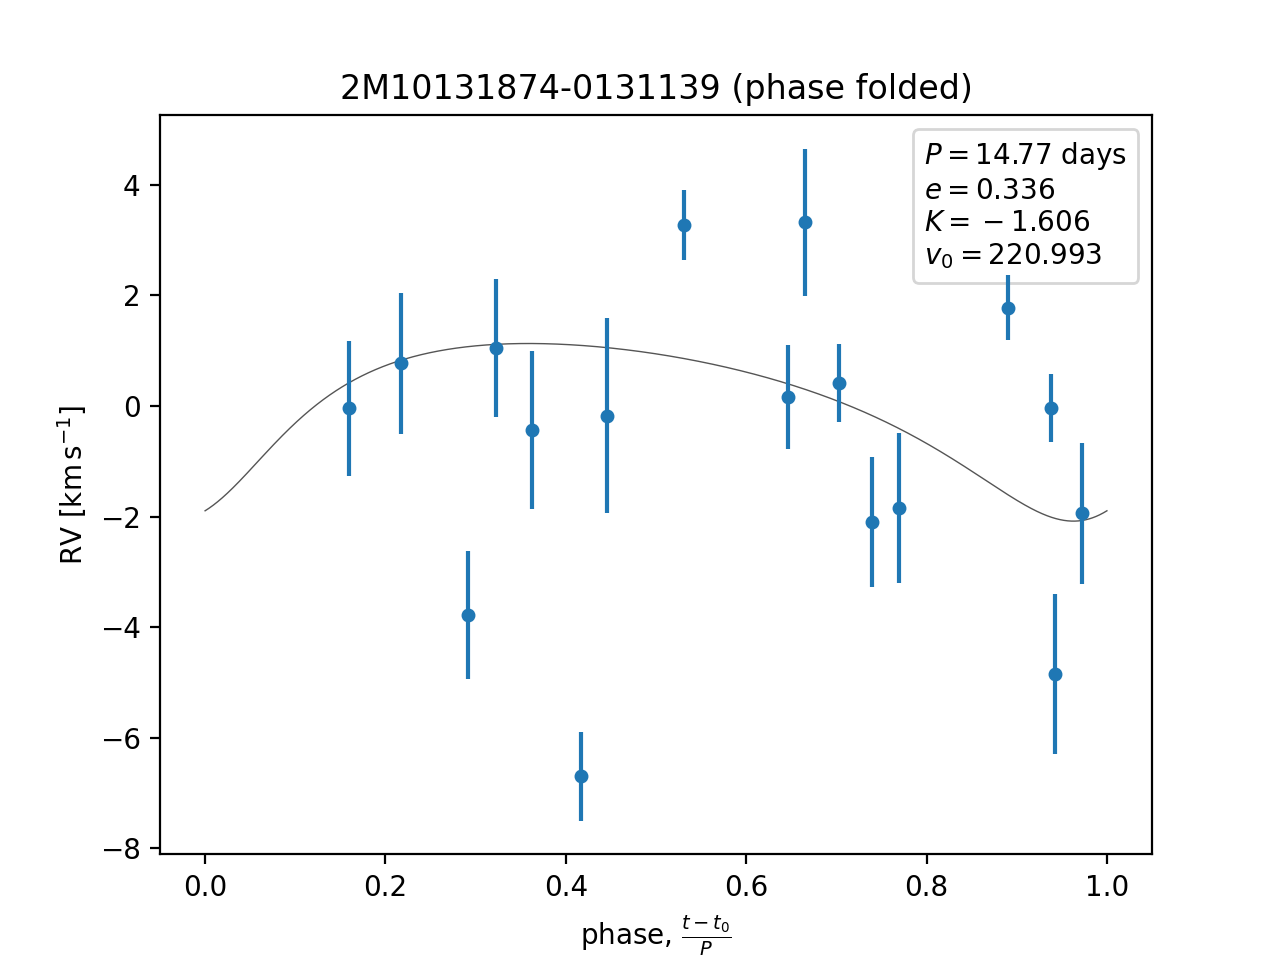 2M10131874-0131139 (phase folded)
P = 14.77 days
e = 0.336
K = −1.606
v₀ = 220.993
RV [km s⁻¹]
4
2
0
−2
−4
−6
−8
0.0 0.2 0.4 0.6 0.8 1.0
phase, (t − t₀)/P